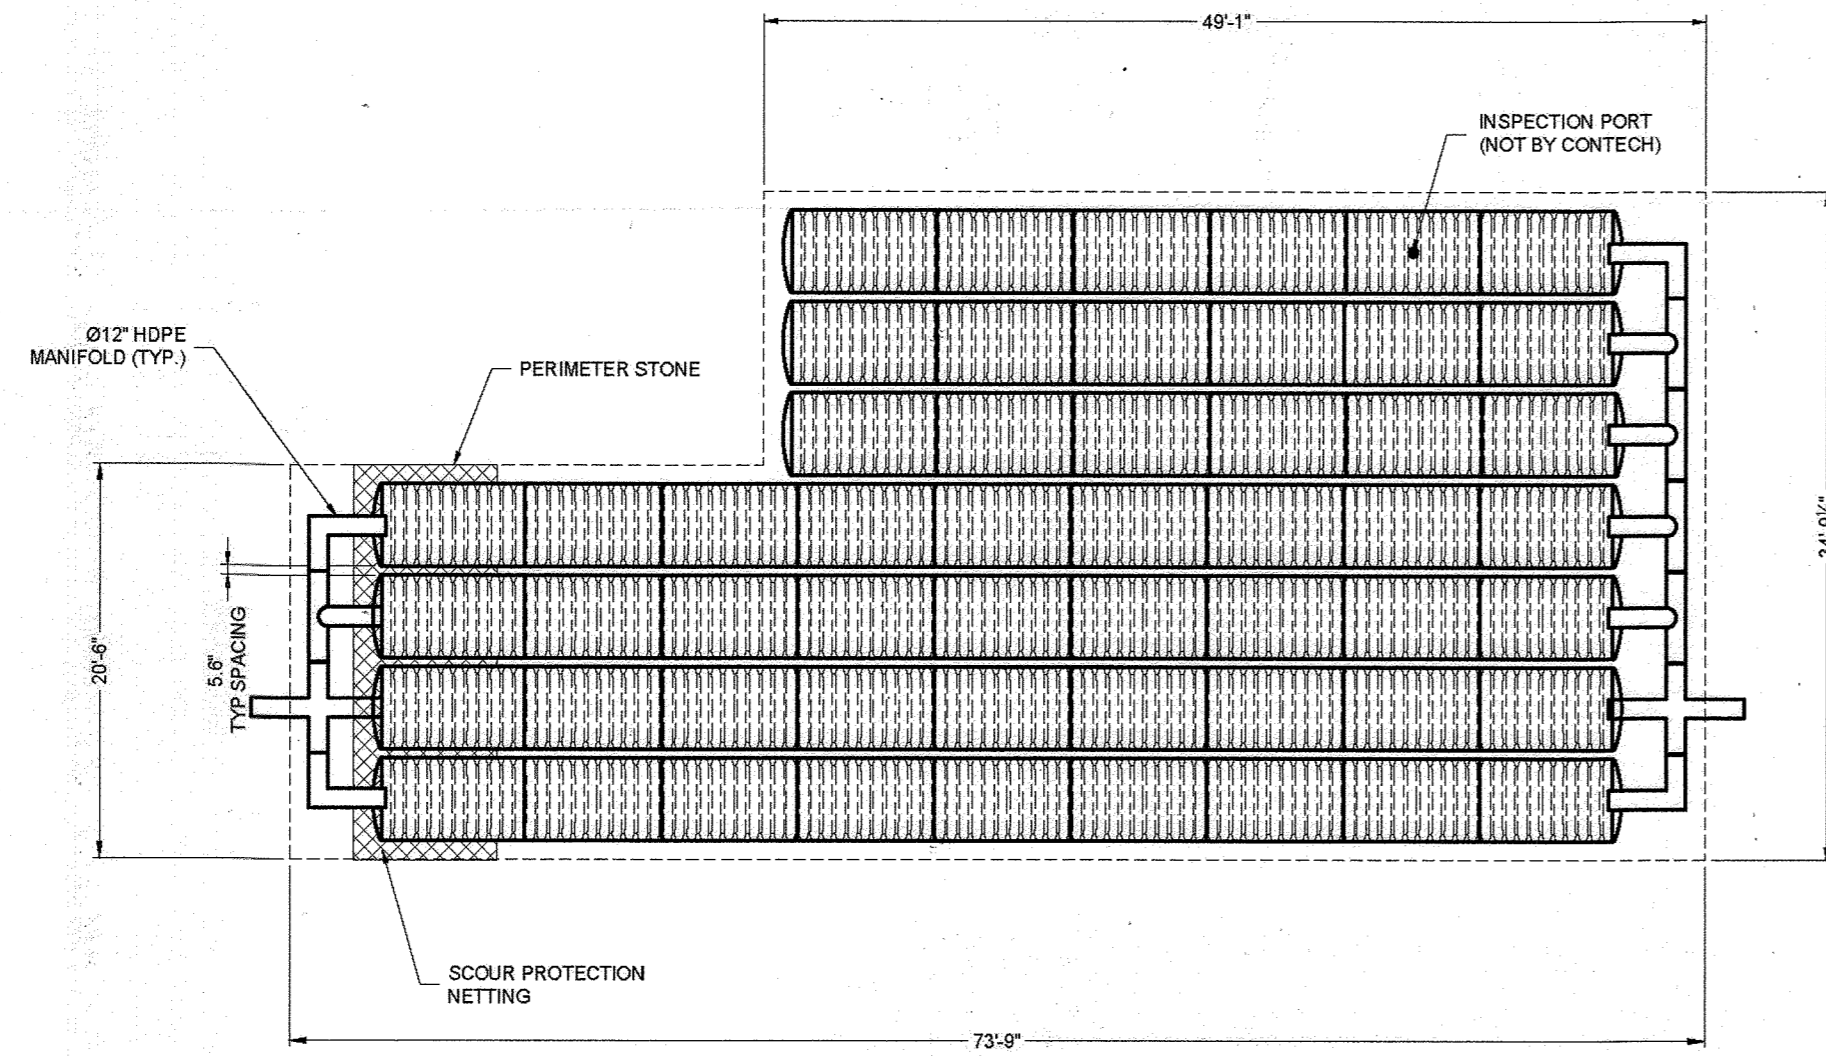 49'-1"
INSPECTION PORT
(NOT BY CONTECH)
Ø12" HDPE
MANIFOLD (TYP.)
PERIMETER STONE
20'-6"
5.6"
TYP SPACING
SCOUR PROTECTION
NETTING
73'-9"